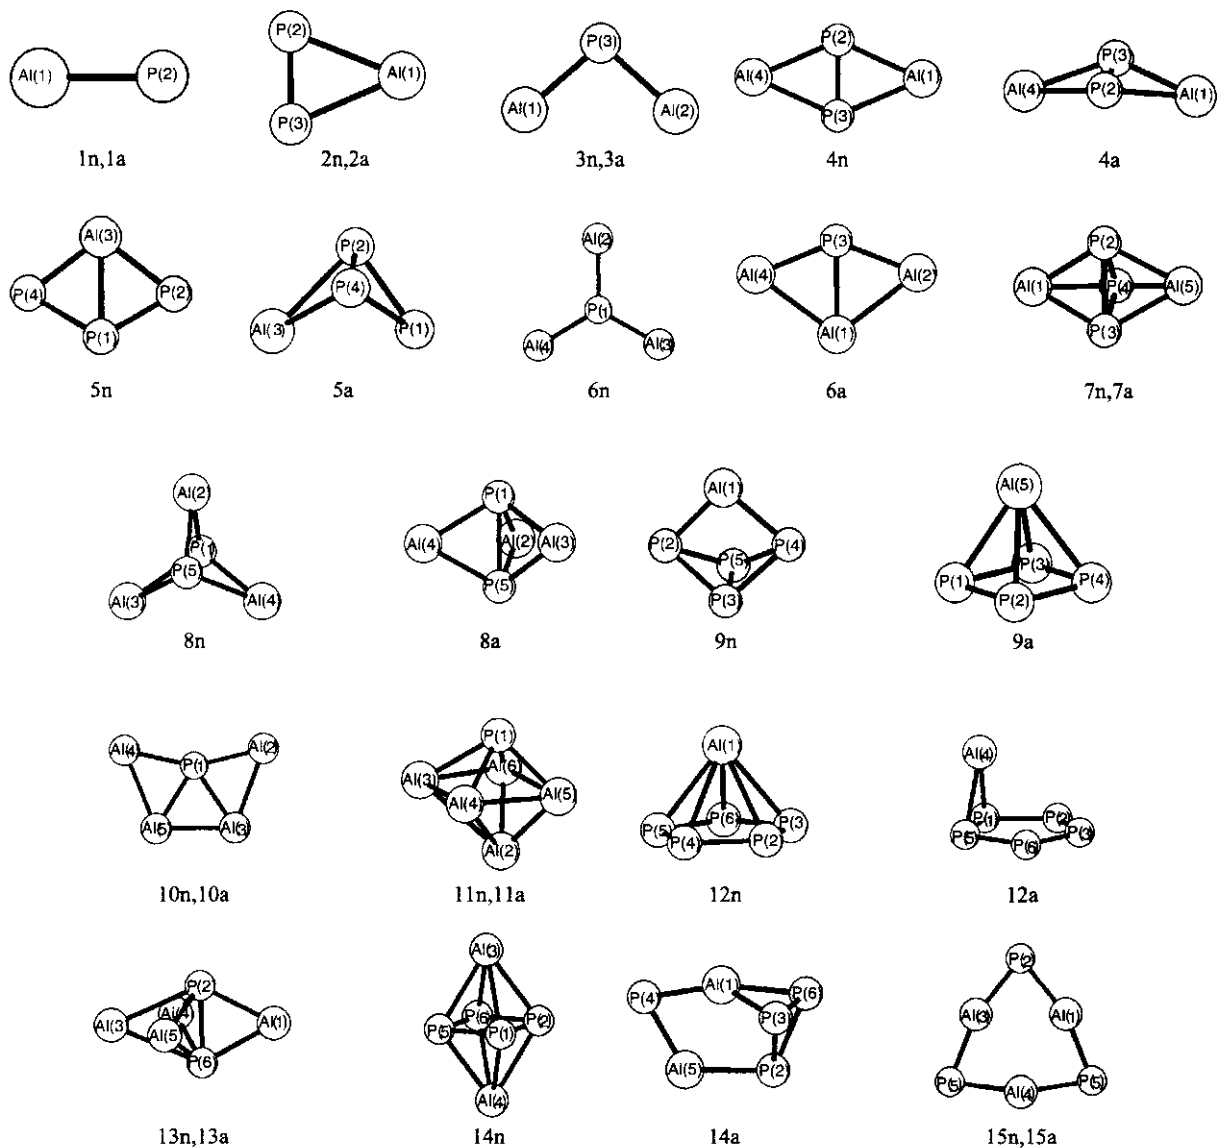 Al(1)
P(2)
1n,1a
P(2)
Al(1)
P(3)
2n,2a
P(3)
Al(1)
Al(2)
3n,3a
P(2)
Al(4)
Al(1)
P(3)
4n
P(3)
Al(4)
P(2)
Al(1)
4a
Al(3)
P(4)
P(2)
P(1)
5n
P(2)
P(4)
Al(3)
P(1)
5a
Al(2)
P(1)
Al(4)
Al(3)
6n
P(3)
Al(4)
Al(2)
Al(1)
6a
P(2)
Al(1)
P(4)
Al(5)
P(3)
7n,7a
Al(2)
P(1)
P(5)
Al(3)
Al(4)
8n
P(1)
Al(4)
Al(2)
Al(3)
P(5)
8a
Al(1)
P(2)
P(4)
P(5)
P(3)
9n
Al(5)
P(3)
P(1)
P(4)
P(2)
9a
Al(4)
Al(2)
P(1)
Al(5)
Al(3)
10n,10a
P(1)
Al(6)
Al(3)
Al(4)
Al(5)
Al(2)
11n,11a
Al(1)
P(5)
P(6)
P(3)
P(4)
P(2)
12n
Al(4)
P(1)
P(2)
P(5)
P(6)
P(3)
12a
P(2)
Al(4)
Al(3)
Al(5)
Al(1)
P(6)
13n,13a
Al(3)
P(6)
P(2)
P(5)
P(1)
Al(4)
14n
Al(1)
P(4)
P(6)
P(3)
Al(5)
P(2)
14a
P(2)
Al(3)
Al(1)
P(5)
Al(4)
P(5)
15n,15a